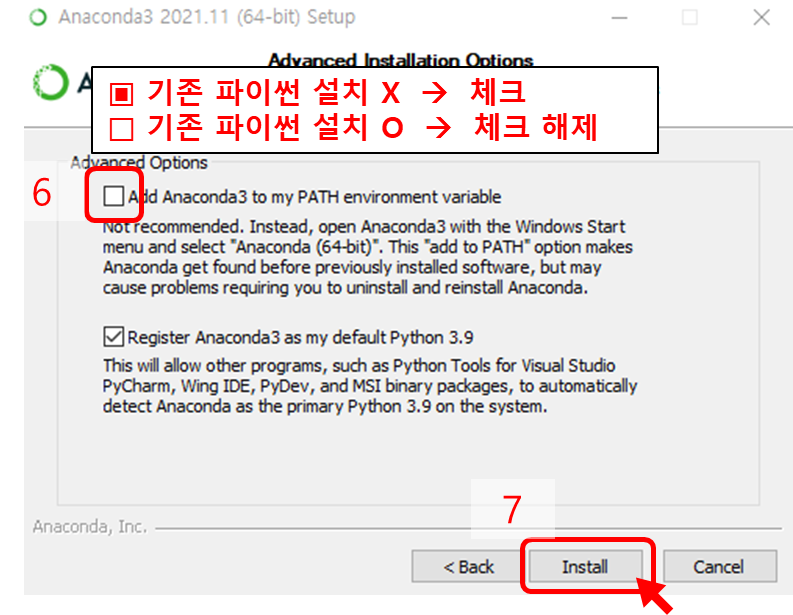 Anaconda3 2021.11 (64-bit) Setup
Advanced Installation Options
▣ 기존 파이썬 설치 X → 체크
□ 기존 파이썬 설치 O → 체크 해제
Advanced Options
6
Add Anaconda3 to my PATH environment variable
Not recommended. Instead, open Anaconda3 with the Windows Start
menu and select "Anaconda (64-bit)". This "add to PATH" option makes
Anaconda get found before previously installed software, but may
cause problems requiring you to uninstall and reinstall Anaconda.
Register Anaconda3 as my default Python 3.9
This will allow other programs, such as Python Tools for Visual Studio
PyCharm, Wing IDE, PyDev, and MSI binary packages, to automatically
detect Anaconda as the primary Python 3.9 on the system.
7
Anaconda, Inc.
< Back Install Cancel